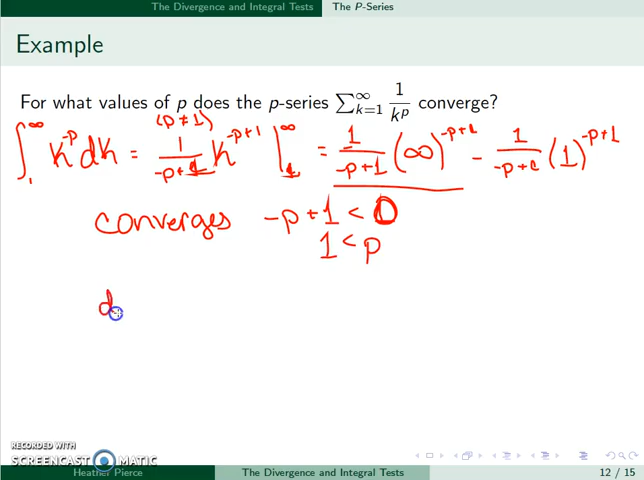 The Divergence and Integral Tests The P-Series
Example
For what values of p does the p-series ∑_{k=1}^{∞} 1/k^p converge?
(p≠1)
∫_1^∞ k^{-p} dk = 1/(-p+1) k^{-p+1} |_1^∞ = 1/(-p+1) (∞)^{-p+1} - 1/(-p+1) (1)^{-p+1}
converges -p+1 < 0
1 < p
d
RECORDED WITH
SCREENCAST MATIC
Heather Pierce The Divergence and Integral Tests 12 / 15